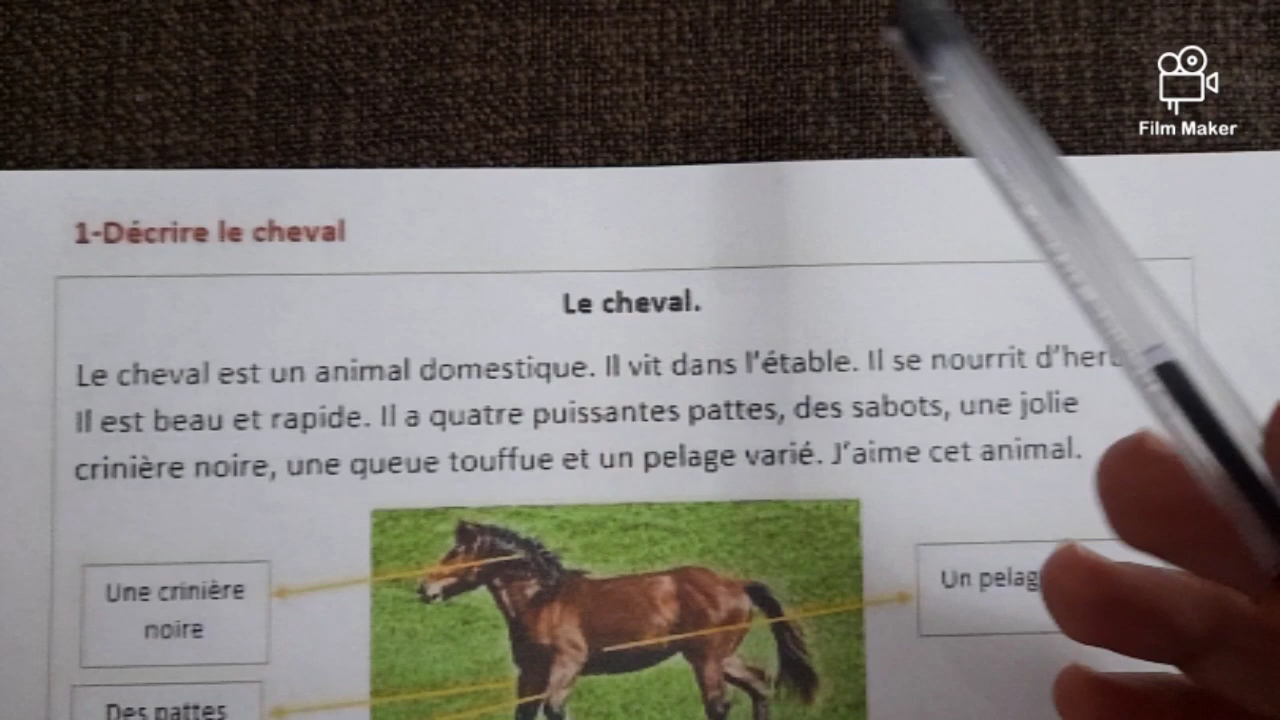 Film Maker
1-Décrire le cheval
Le cheval.
Le cheval est un animal domestique. Il vit dans l'étable. Il se nourrit
Il est beau et rapide. Il a quatre puissantes pattes, des sabots, une jolie
crinière noire, une queue touffue et un pelage varié. J'aime cet animal.
Une crinière
noire
Un
Des pattes